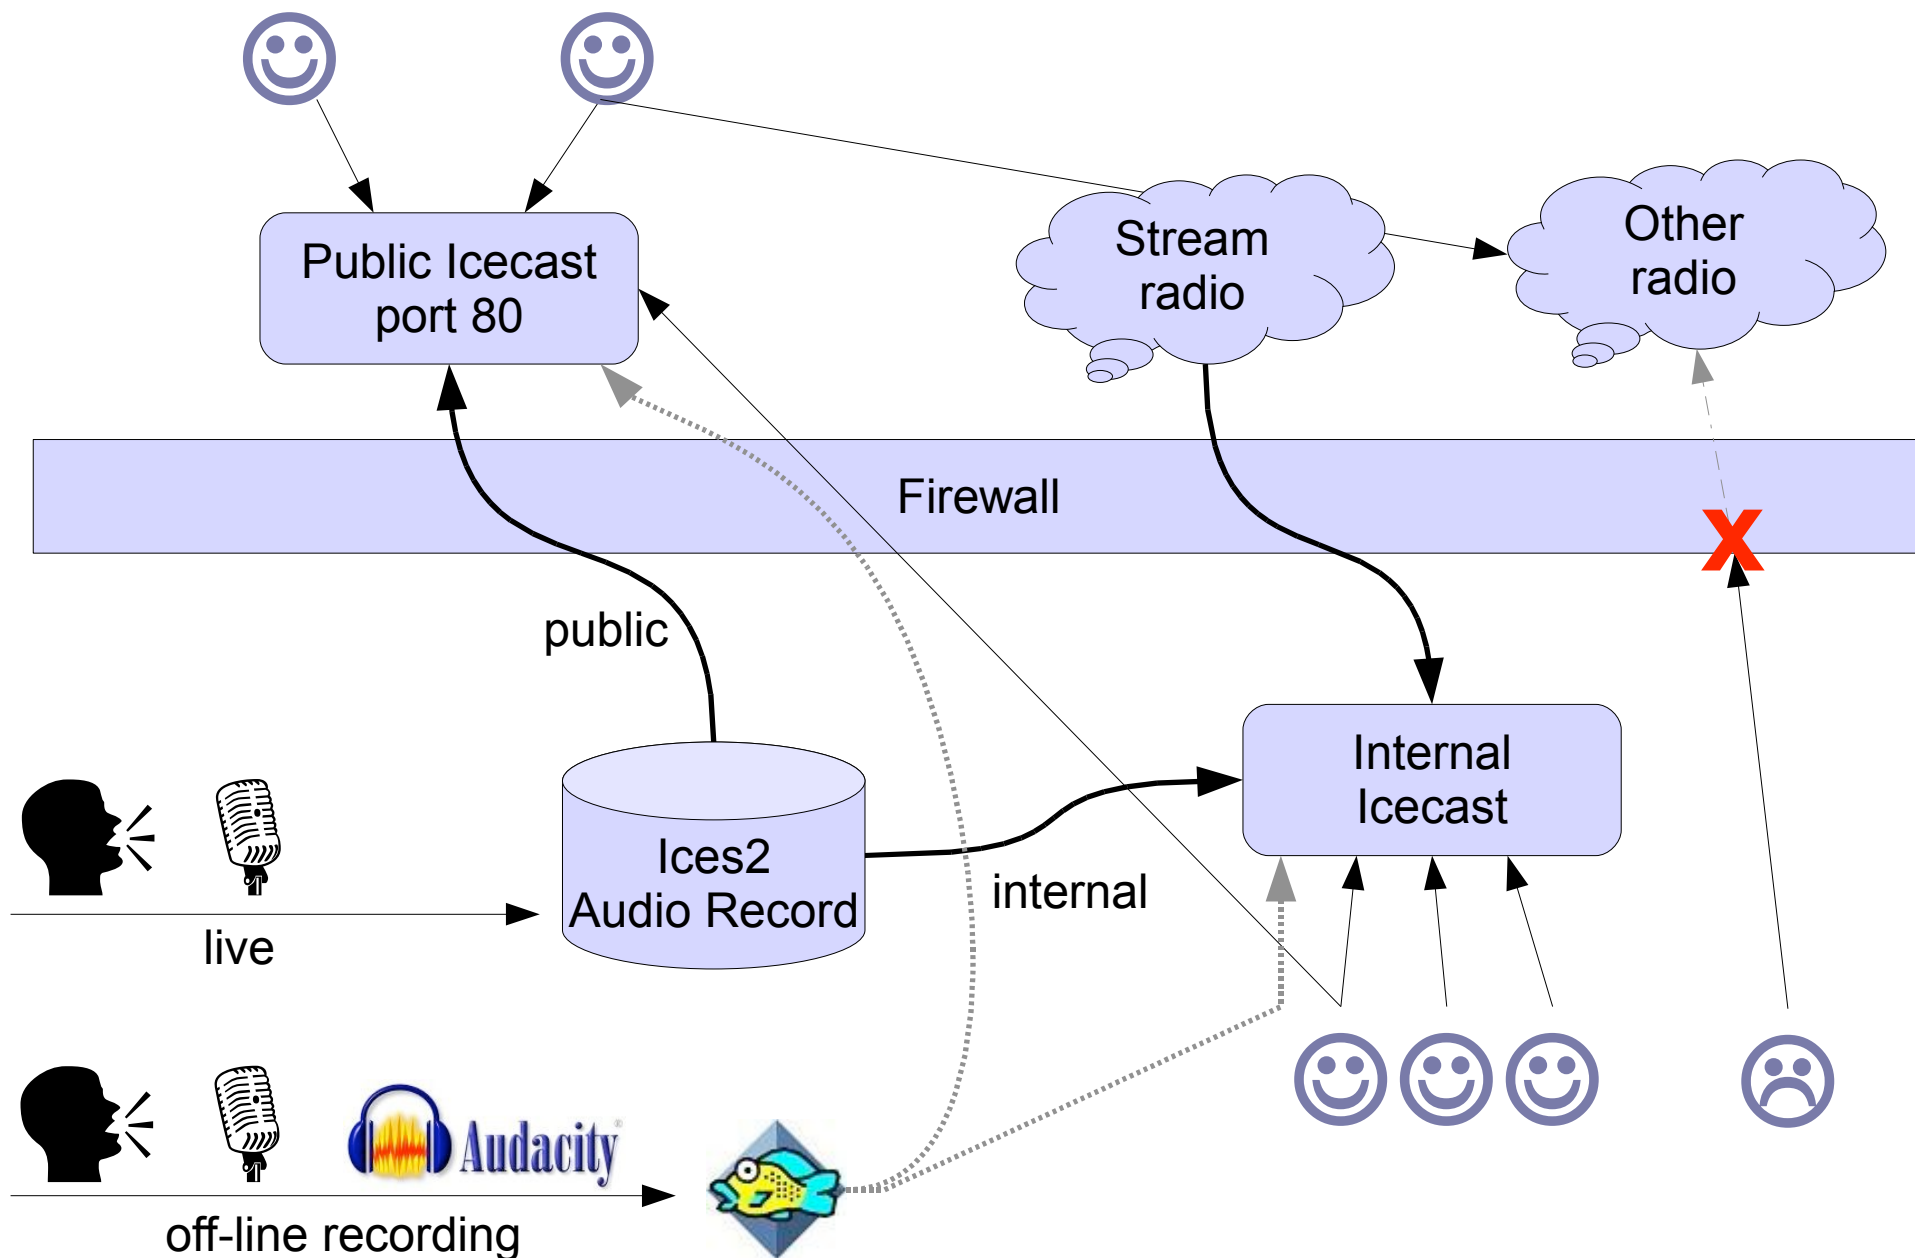 Public Icecast
port 80
Stream
radio
Other
radio
Firewall
X
public
Internal
Icecast
Ices2
Audio Record
internal
live
Audacity®
off-line recording